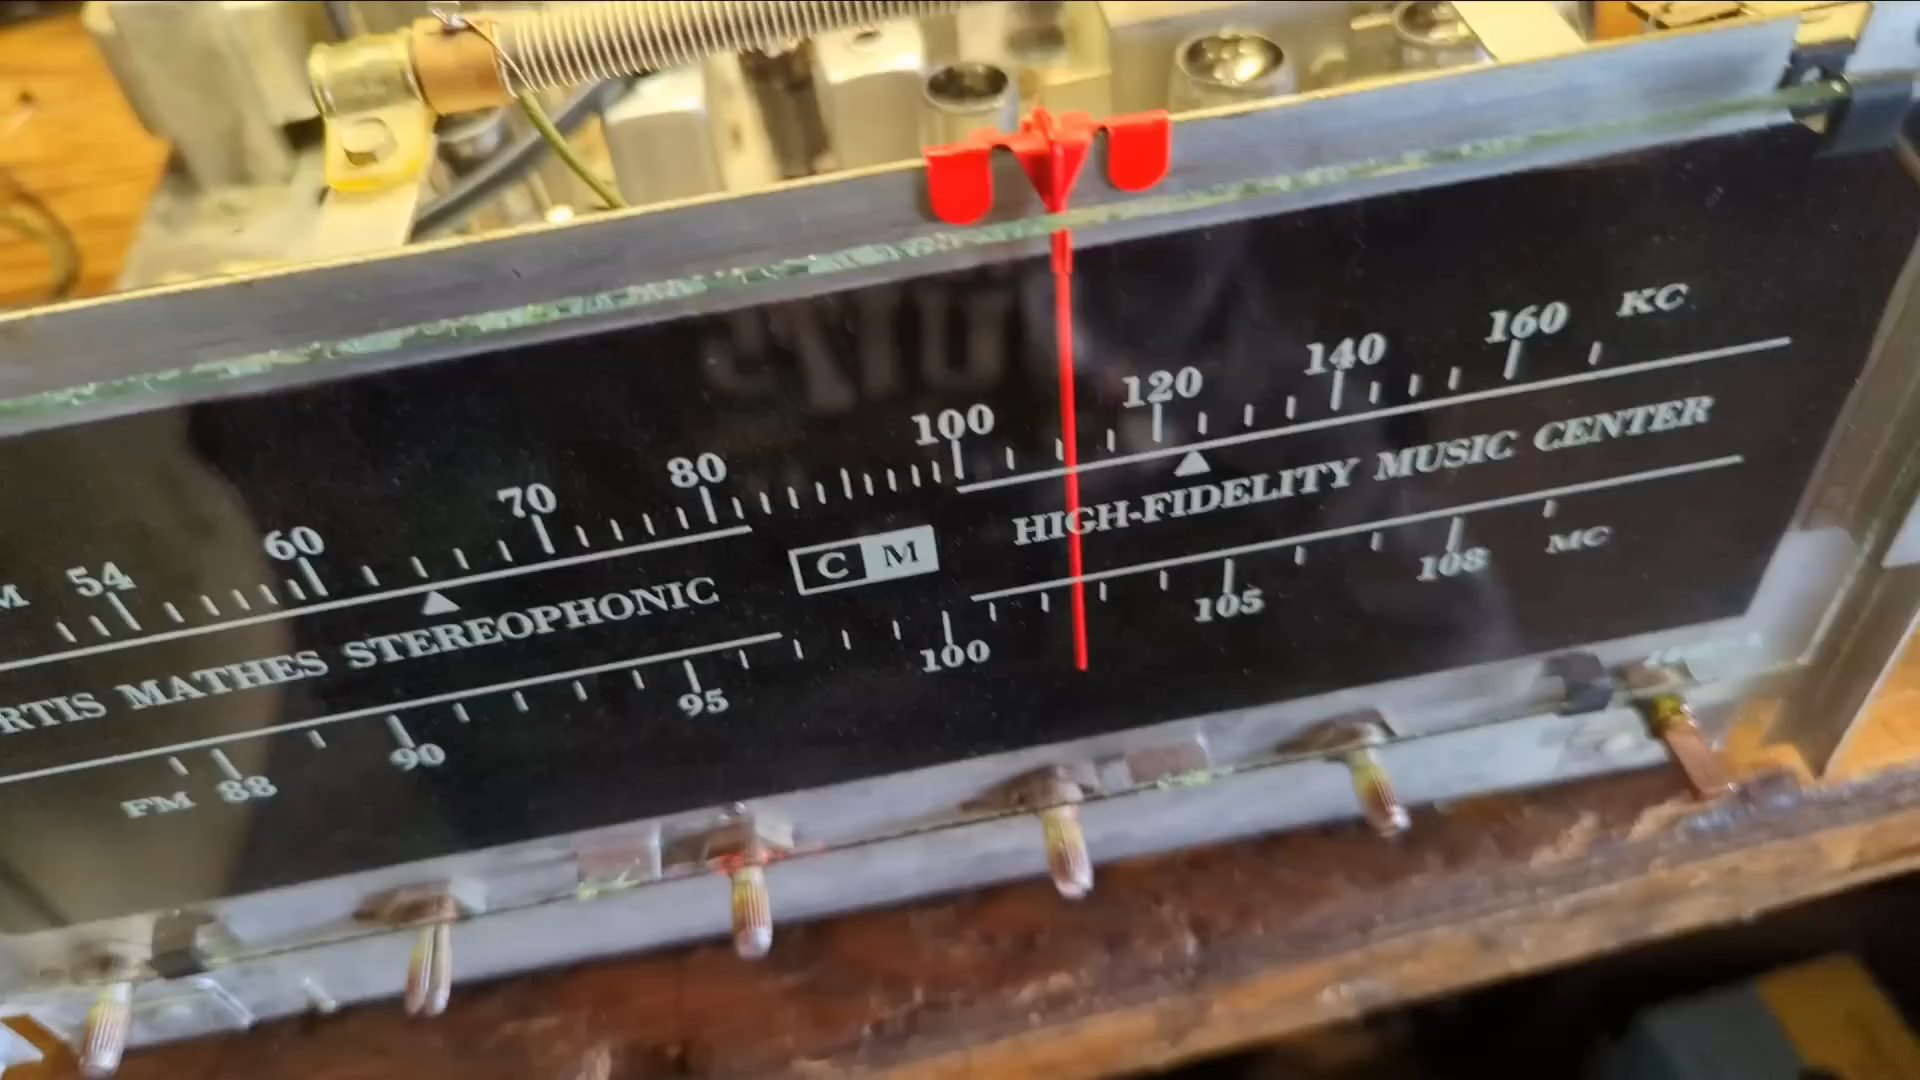 54 60 70 80 100 120 140 160 KC
RTIS MATHES STEREOPHONIC CM HIGH-FIDELITY MUSIC CENTER
FM 88 90 95 100 105 108 MC